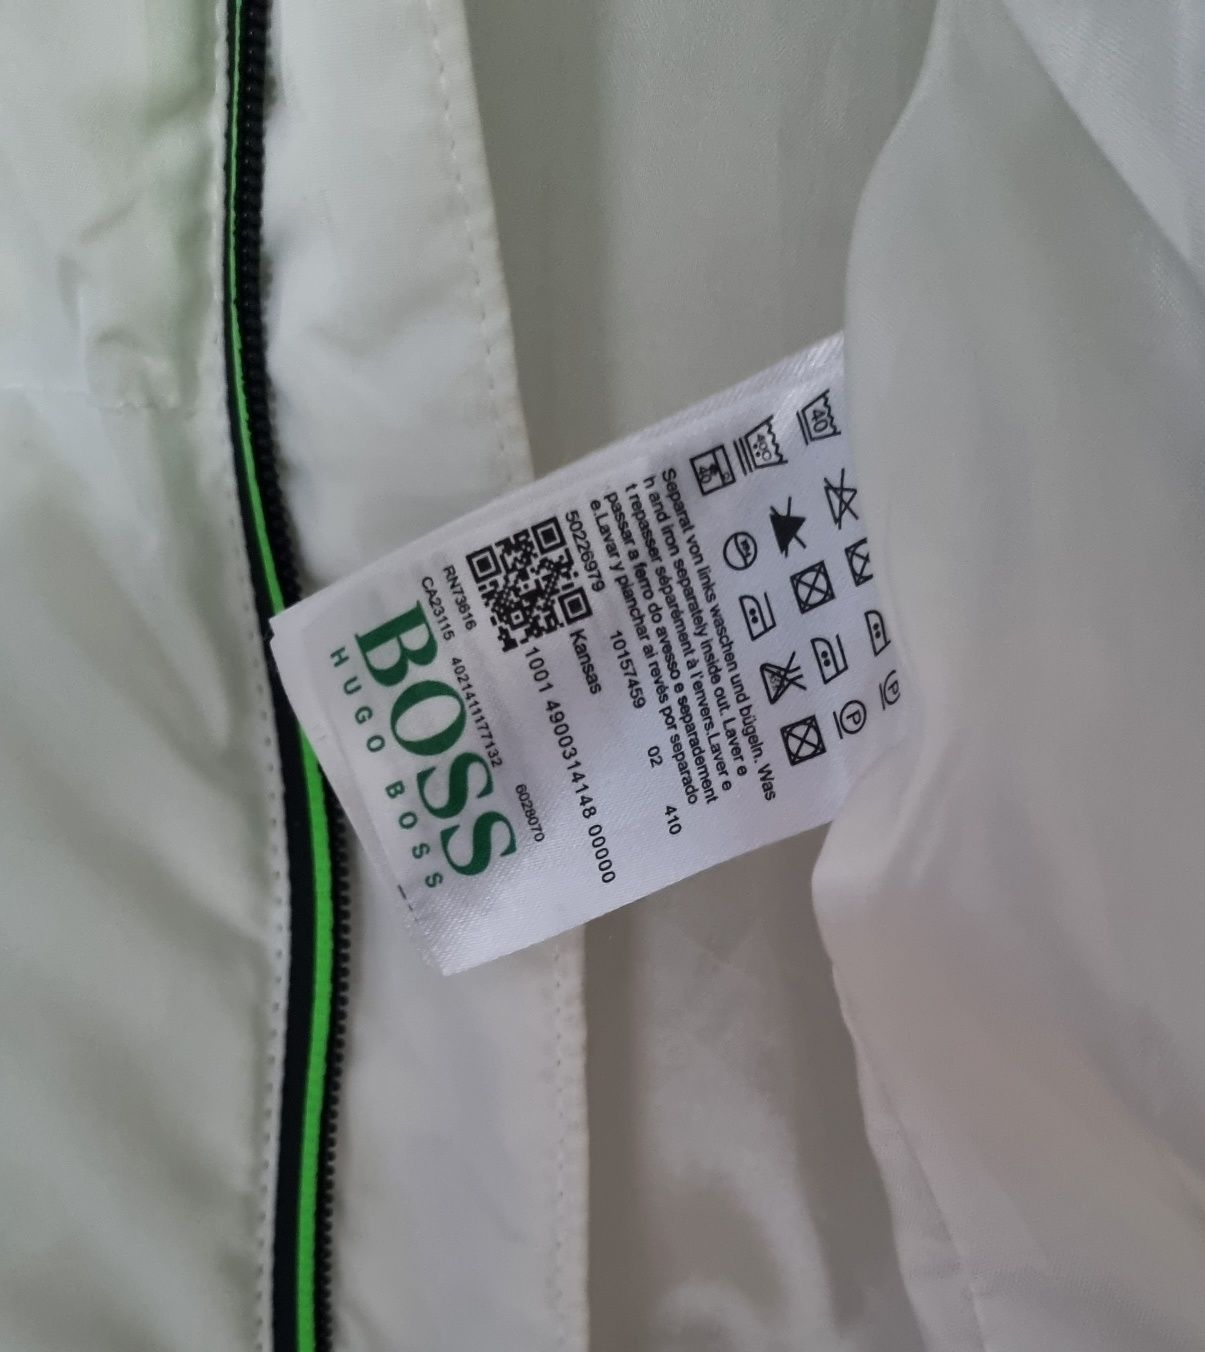 40
400
40
Separat von links waschen und bügeln. Was
h and iron separately inside out. Laver e
t repasser séparément à l'envers.Laver e
passar a ferro do avesso e separadament
e.Lavar y planchar al revés por separado
50226979 10157459 02 410
Kansas
1001 4900314148 00000
RN73616
CA23115 4021411177132 6028070
BOSS
HUGO BOSS
P
P